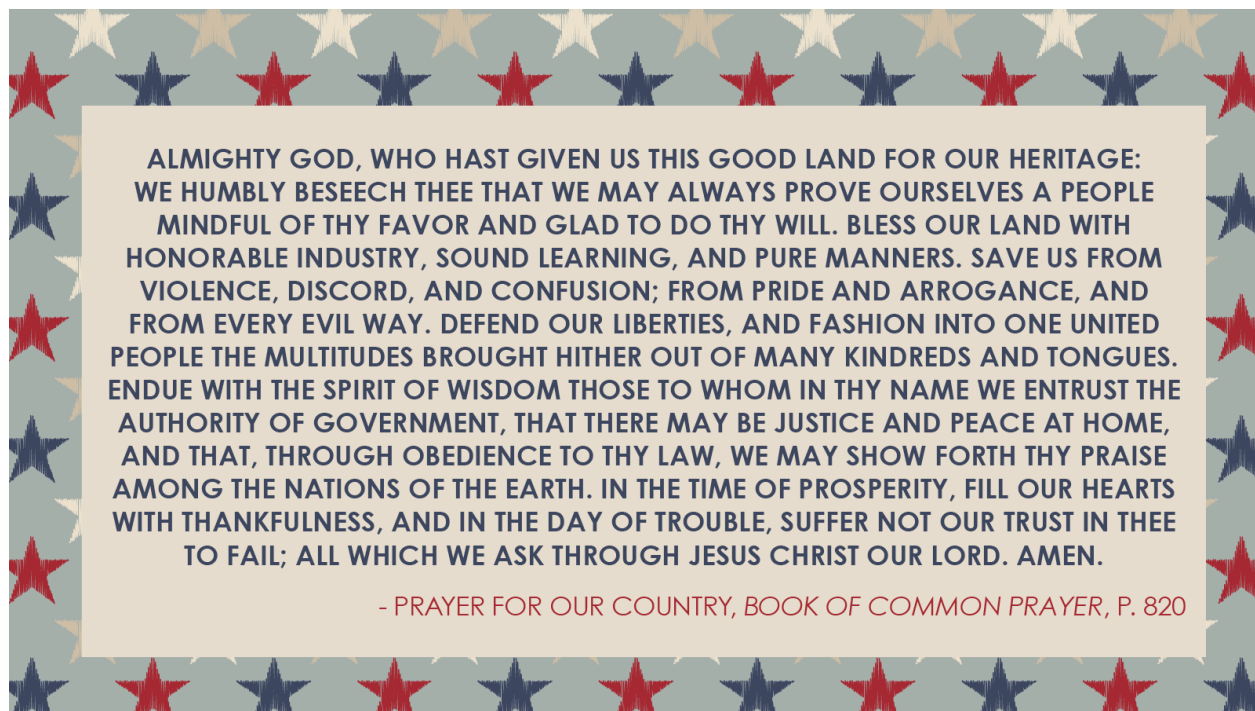 ALMIGHTY GOD, WHO HAST GIVEN US THIS GOOD LAND FOR OUR HERITAGE:
WE HUMBLY BESEECH THEE THAT WE MAY ALWAYS PROVE OURSELVES A PEOPLE
MINDFUL OF THY FAVOR AND GLAD TO DO THY WILL. BLESS OUR LAND WITH
HONORABLE INDUSTRY, SOUND LEARNING, AND PURE MANNERS. SAVE US FROM
VIOLENCE, DISCORD, AND CONFUSION; FROM PRIDE AND ARROGANCE, AND
FROM EVERY EVIL WAY. DEFEND OUR LIBERTIES, AND FASHION INTO ONE UNITED
PEOPLE THE MULTITUDES BROUGHT HITHER OUT OF MANY KINDREDS AND TONGUES.
ENDUE WITH THE SPIRIT OF WISDOM THOSE TO WHOM IN THY NAME WE ENTRUST THE
AUTHORITY OF GOVERNMENT, THAT THERE MAY BE JUSTICE AND PEACE AT HOME,
AND THAT, THROUGH OBEDIENCE TO THY LAW, WE MAY SHOW FORTH THY PRAISE
AMONG THE NATIONS OF THE EARTH. IN THE TIME OF PROSPERITY, FILL OUR HEARTS
WITH THANKFULNESS, AND IN THE DAY OF TROUBLE, SUFFER NOT OUR TRUST IN THEE
TO FAIL; ALL WHICH WE ASK THROUGH JESUS CHRIST OUR LORD. AMEN.
- PRAYER FOR OUR COUNTRY, BOOK OF COMMON PRAYER, P. 820